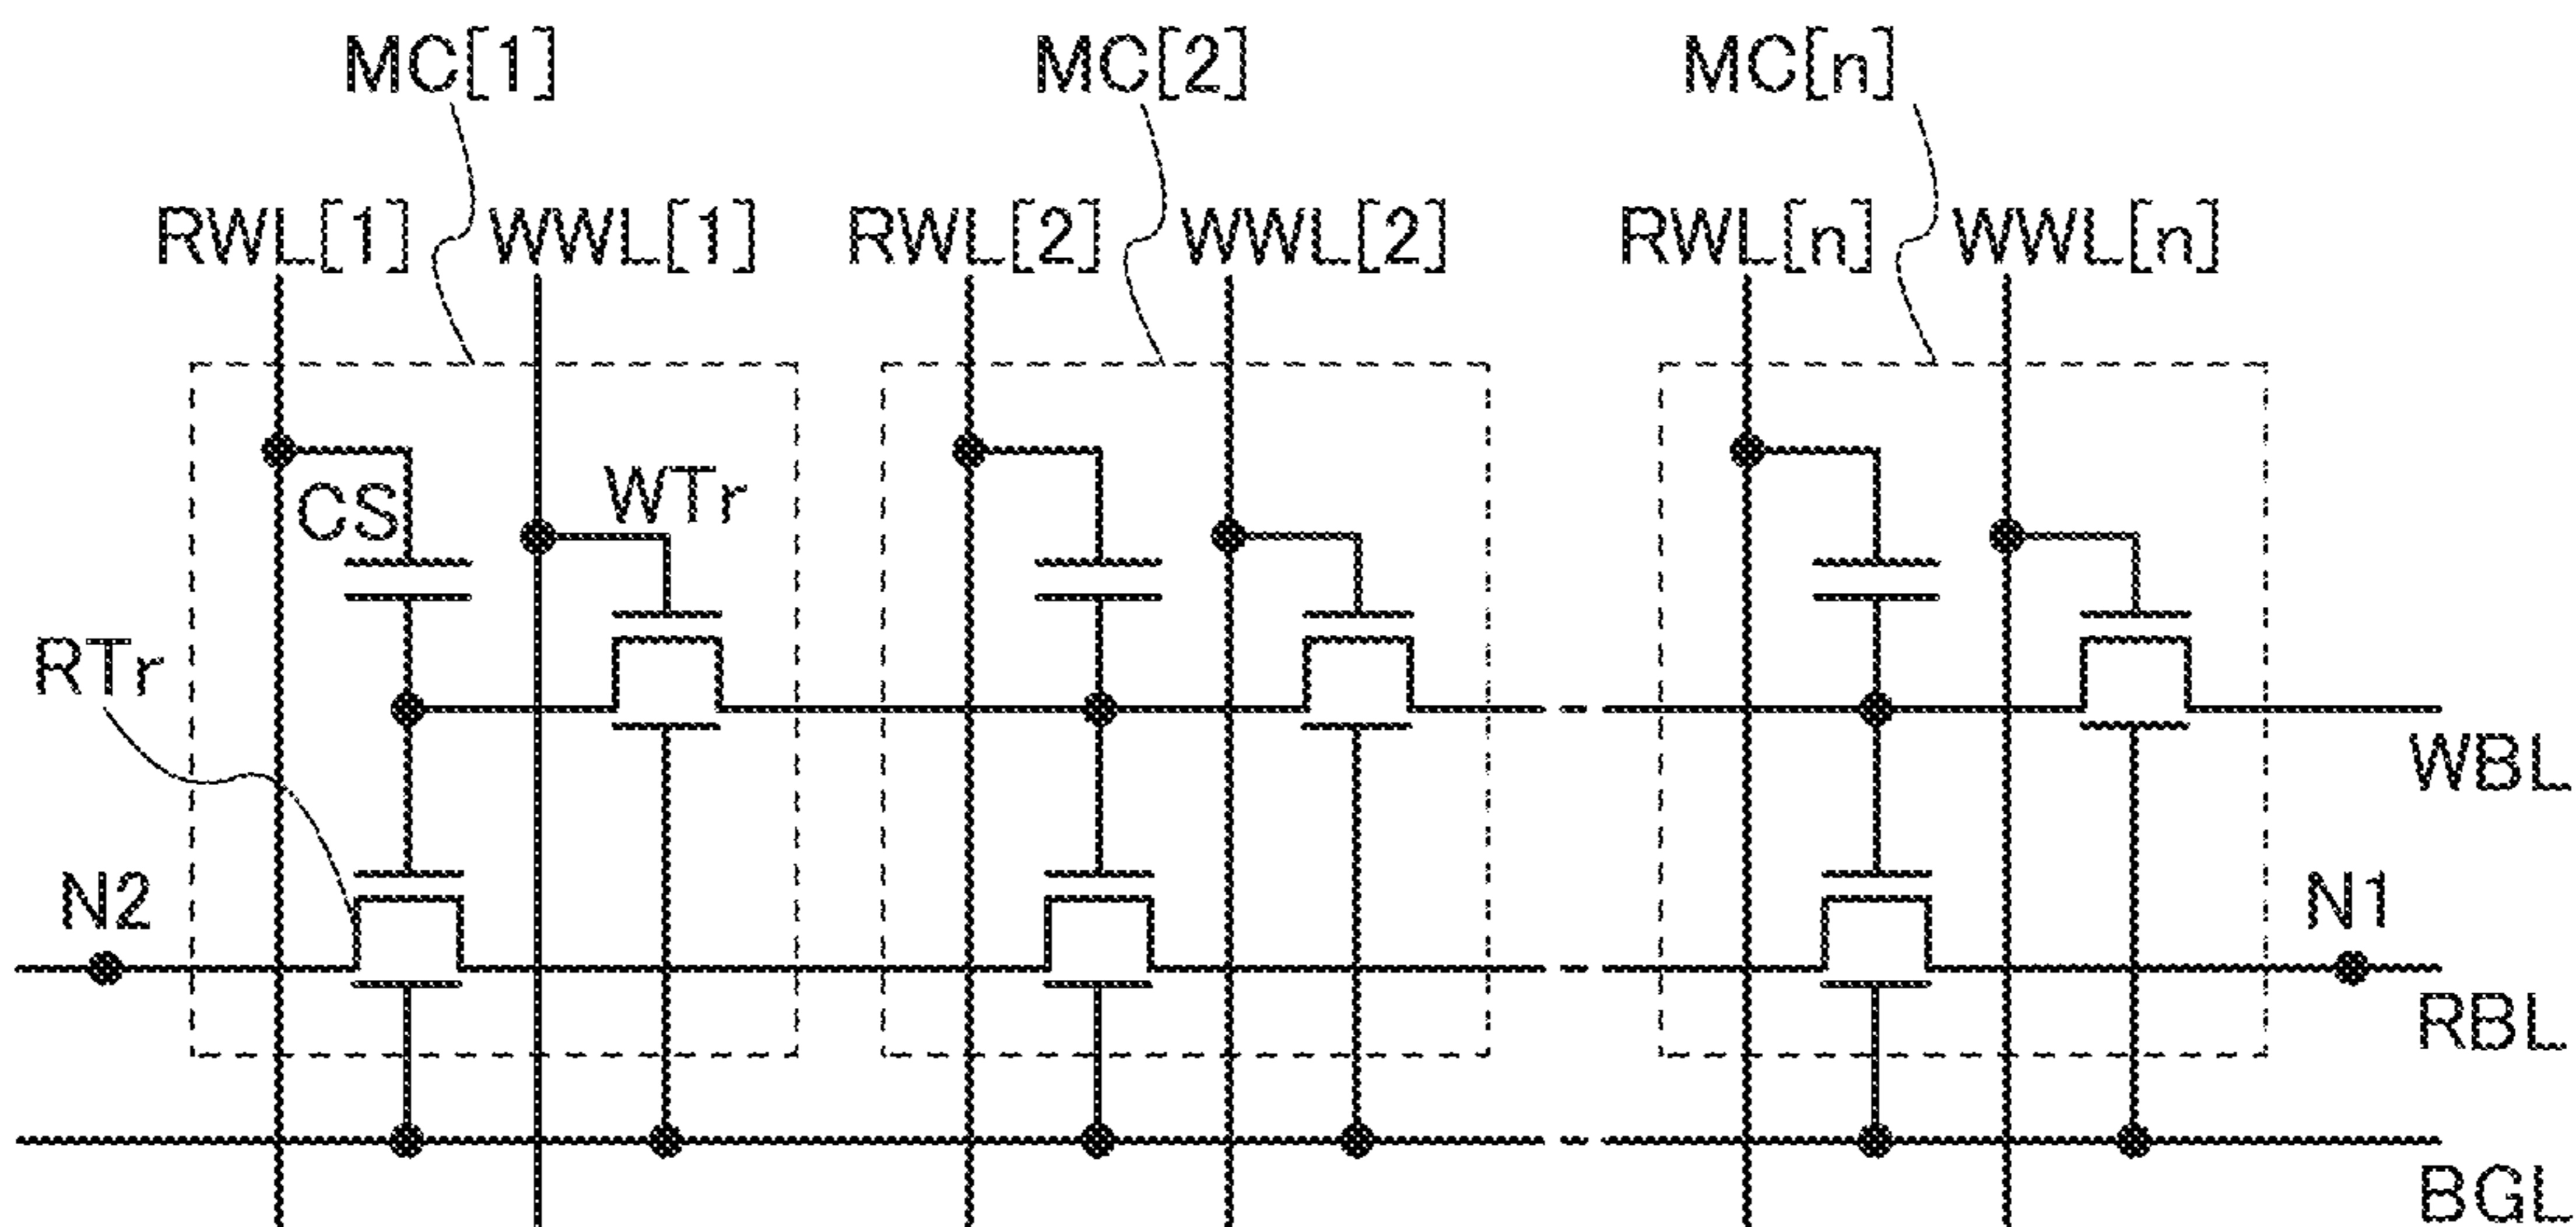 MC[1] MC[2] MC[n]
RWL[1] WWL[1] RWL[2] WWL[2] RWL[n] WWL[n]
CS WTr
RTr
WBL
N2 N1
RBL
BGL